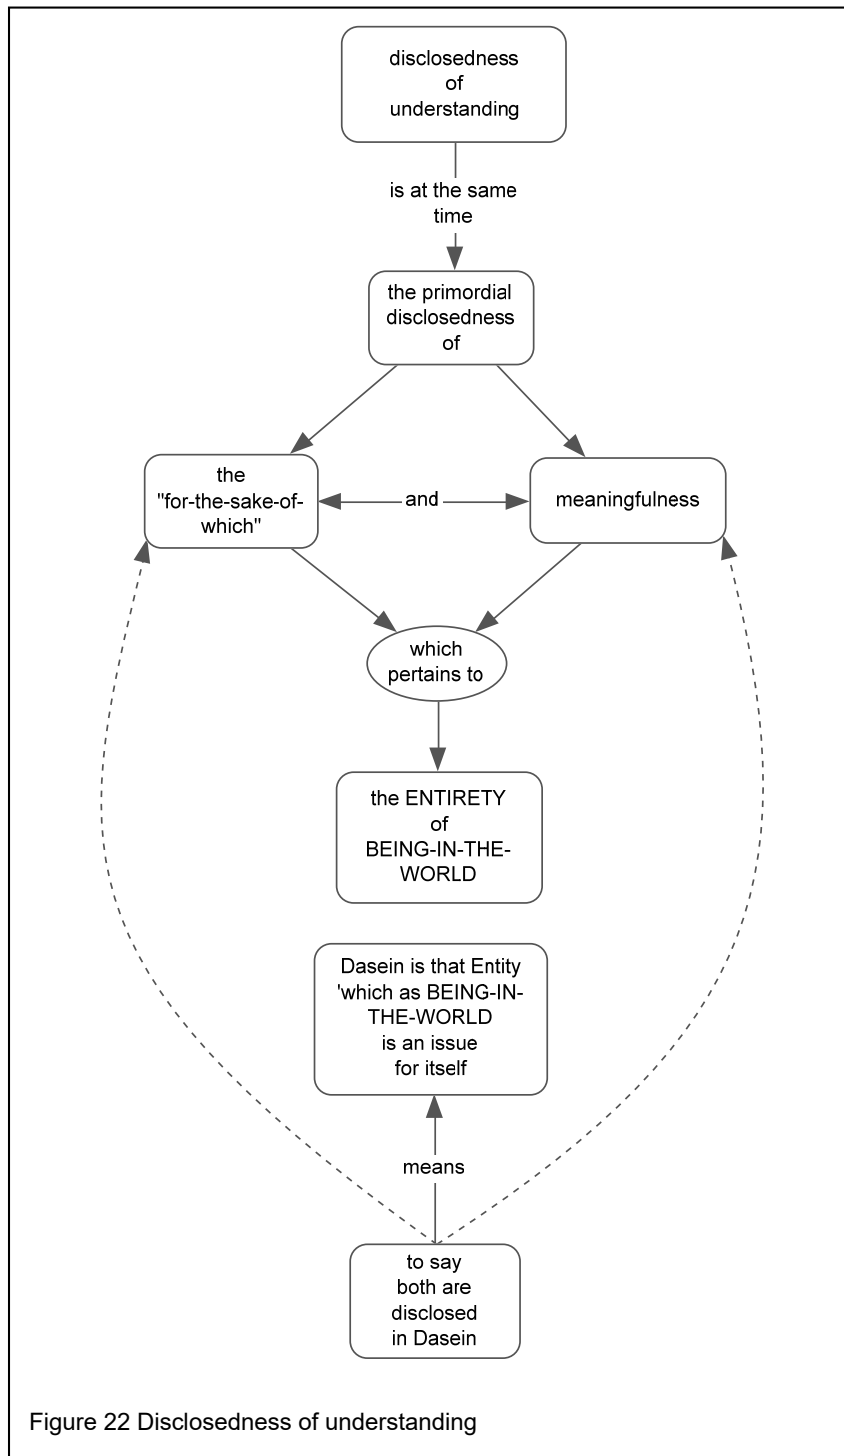 disclosedness
of
understanding
is at the same
time
the primordial
disclosedness
of
the
"for-the-sake-of-
which"
and
meaningfulness
which
pertains to
the ENTIRETY
of
BEING-IN-THE-
WORLD
Dasein is that Entity
'which as BEING-IN-
THE-WORLD
is an issue
for itself
means
to say
both are
disclosed
in Dasein
Figure 22 Disclosedness of understanding